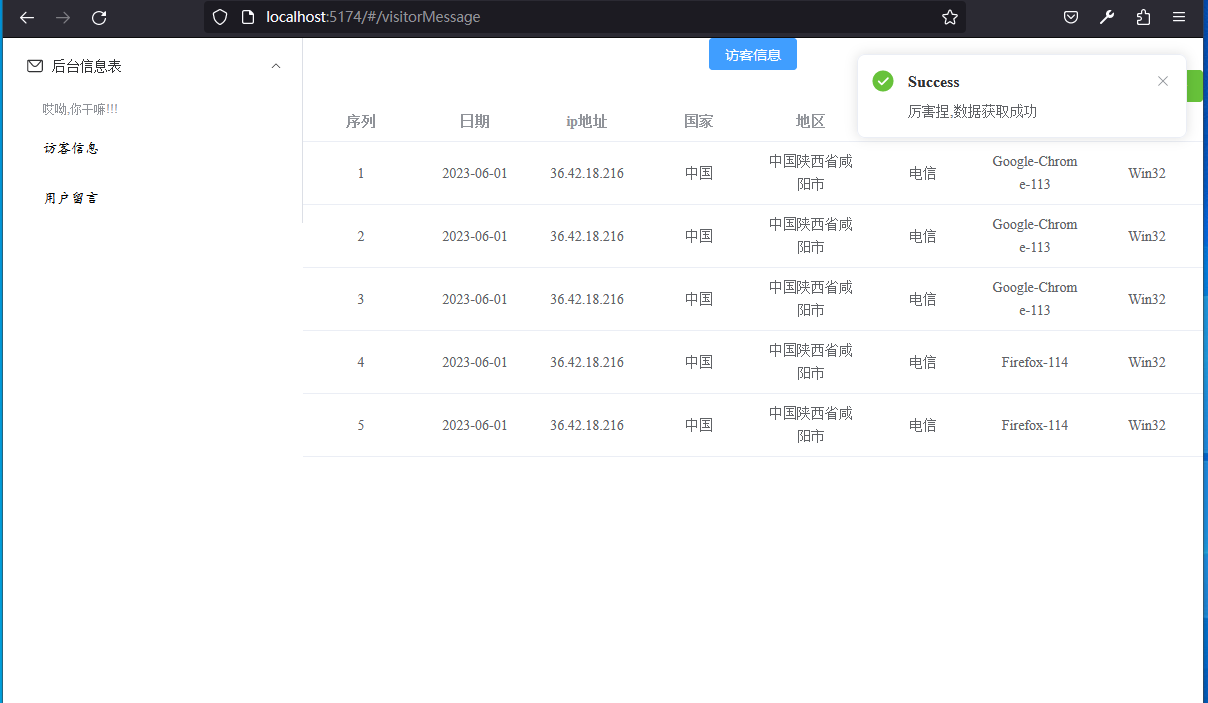 localhost:5174/#/visitorMessage
后台信息表
哎呦,你干嘛!!!
访客信息
用户留言
访客信息
Success
厉害捏,数据获取成功
序列 日期 ip地址 国家 地区
1 2023-06-01 36.42.18.216 中国 中国陕西省咸 电信 Google-Chrom Win32
阳市 e-113
2 2023-06-01 36.42.18.216 中国 中国陕西省咸 电信 Google-Chrom Win32
阳市 e-113
3 2023-06-01 36.42.18.216 中国 中国陕西省咸 电信 Google-Chrom Win32
阳市 e-113
4 2023-06-01 36.42.18.216 中国 中国陕西省咸 电信 Firefox-114 Win32
阳市
5 2023-06-01 36.42.18.216 中国 中国陕西省咸 电信 Firefox-114 Win32
阳市